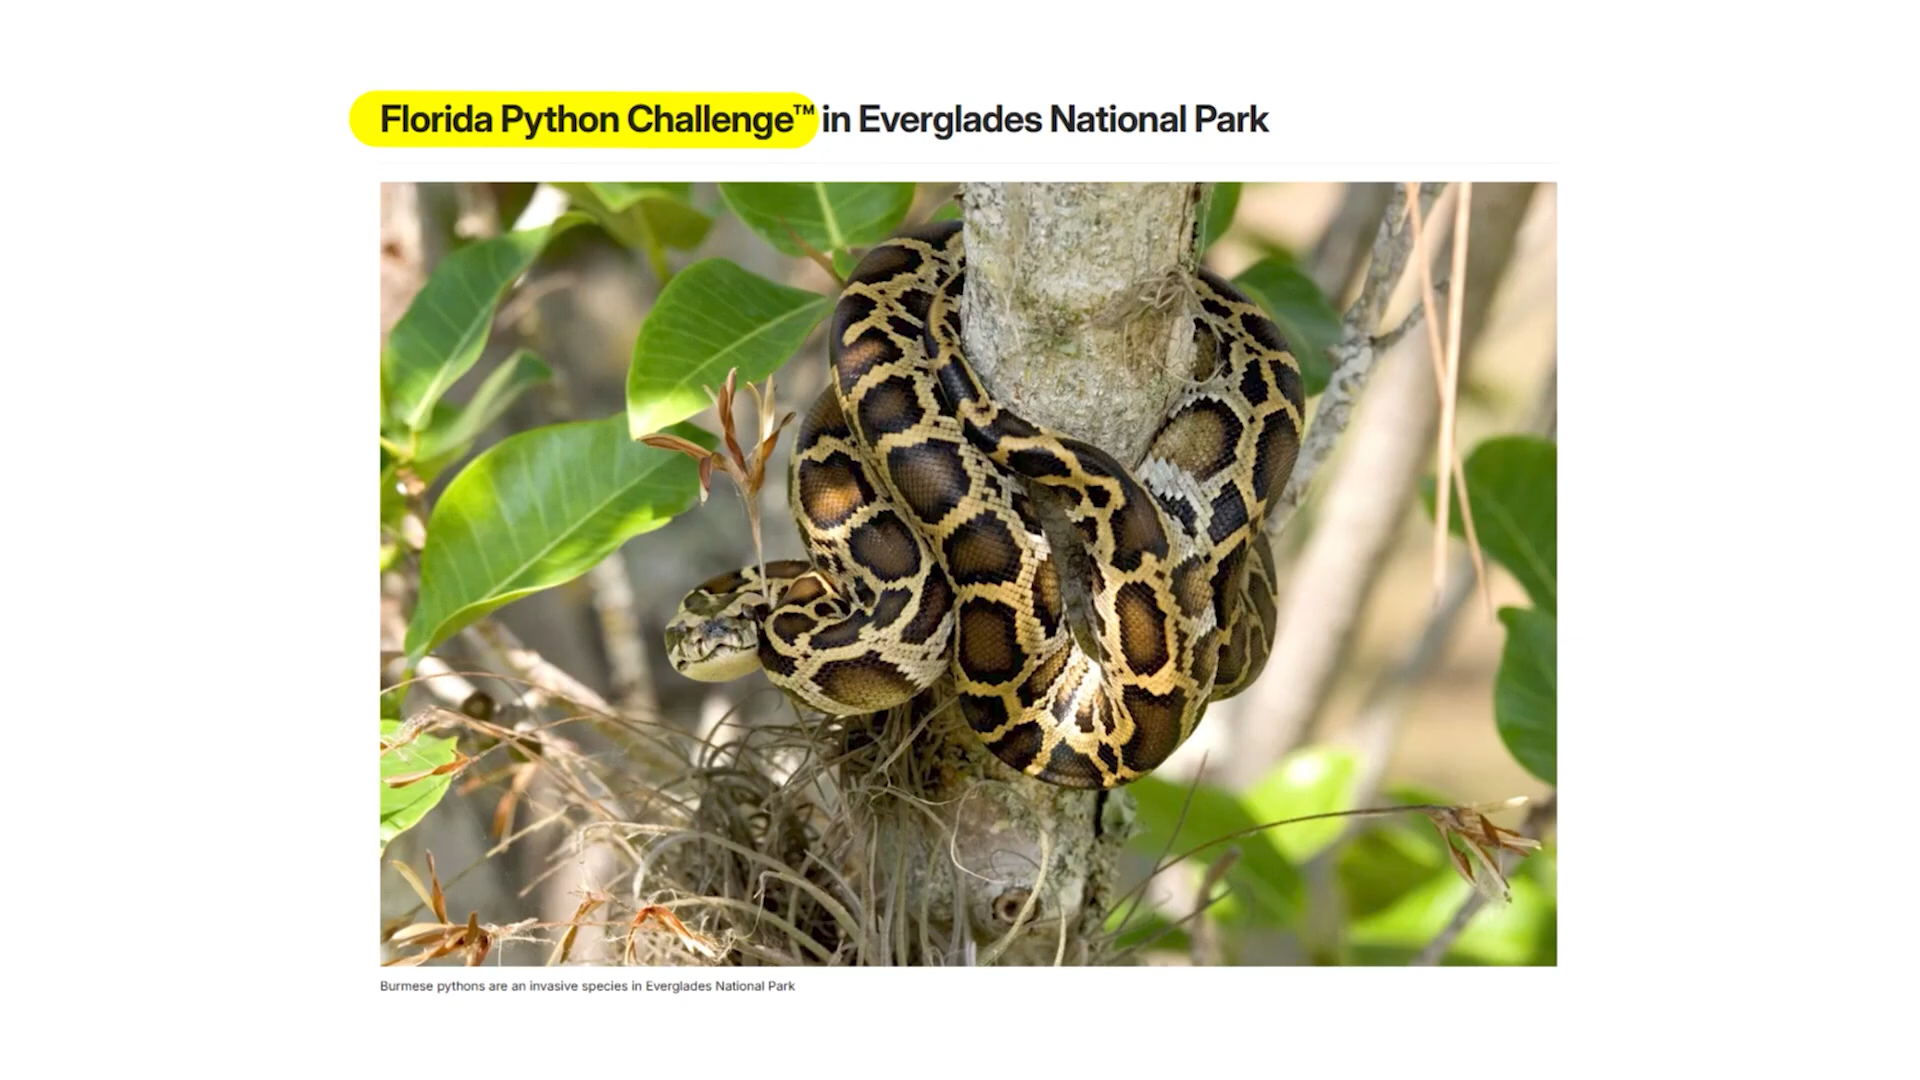 Florida Python Challenge™ in Everglades National Park
Burmese pythons are an invasive species in Everglades National Park